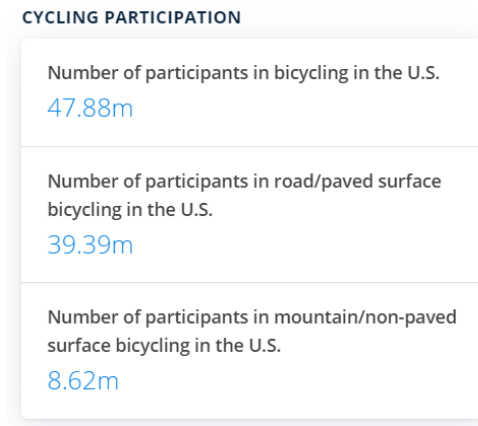 CYCLING PARTICIPATION
Number of participants in bicycling in the U.S.
47.88m
Number of participants in road/paved surface
bicycling in the U.S.
39.39m
Number of participants in mountain/non-paved
surface bicycling in the U.S.
8.62m